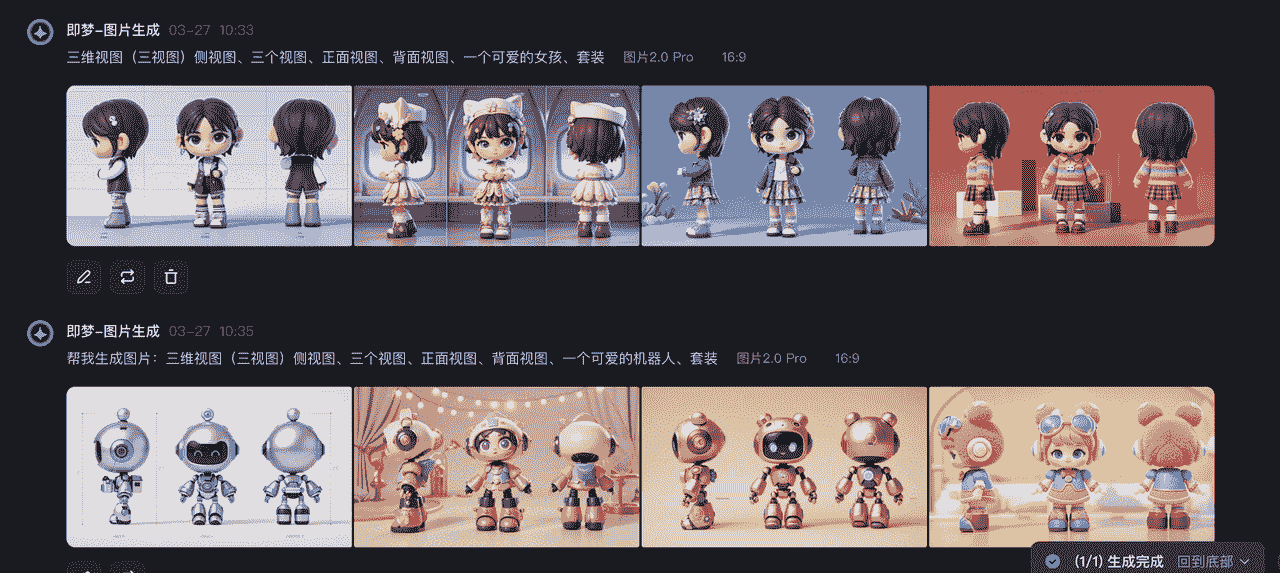 即梦-图片生成 03-27 10:33
三维视图（三视图）侧视图、三个视图、正面视图、背面视图、一个可爱的女孩、套装 图片2.0 Pro 16:9
即梦-图片生成 03-27 10:35
帮我生成图片：三维视图（三视图）侧视图、三个视图、正面视图、背面视图、一个可爱的机器人、套装 图片2.0 Pro 16:9
(1/1) 生成完成 回到底部